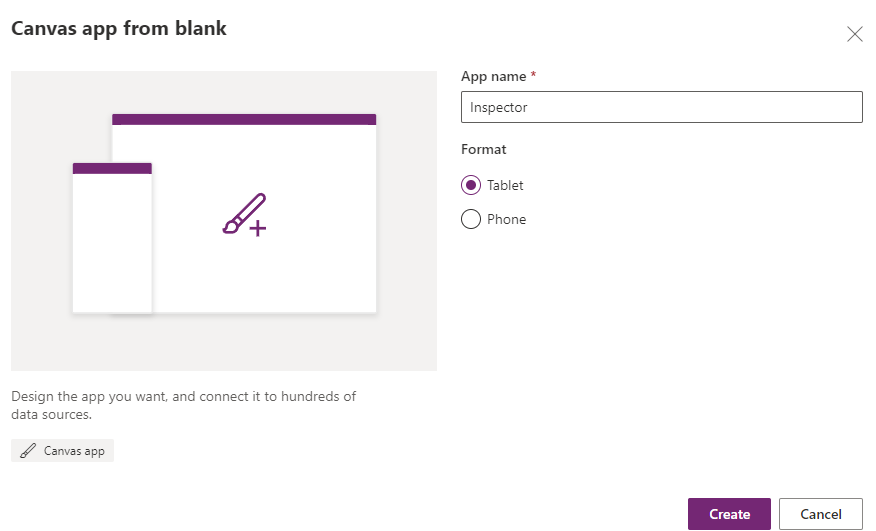 Canvas app from blank
App name *
Inspector
Format
Tablet
Phone
Design the app you want, and connect it to hundreds of
data sources.
Canvas app
Create
Cancel